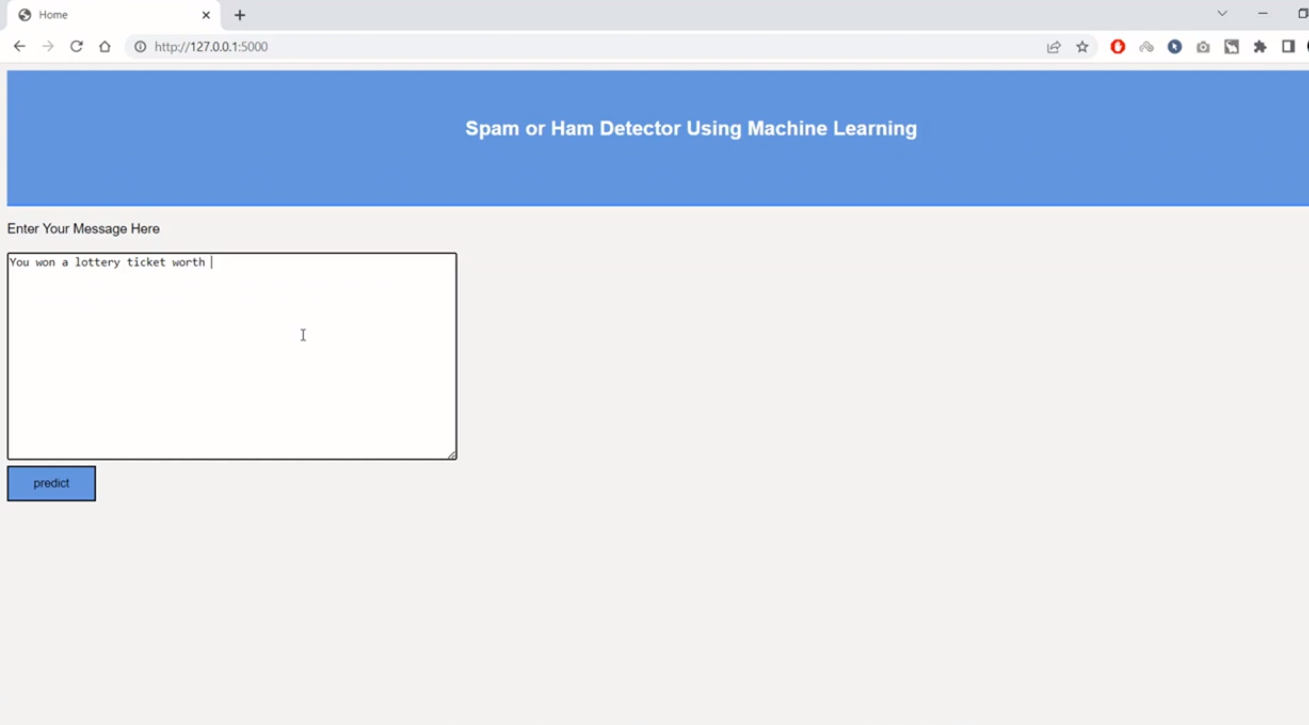 Home
http://127.0.0.1:5000
Spam or Ham Detector Using Machine Learning
Enter Your Message Here
You won a lottery ticket worth
predict